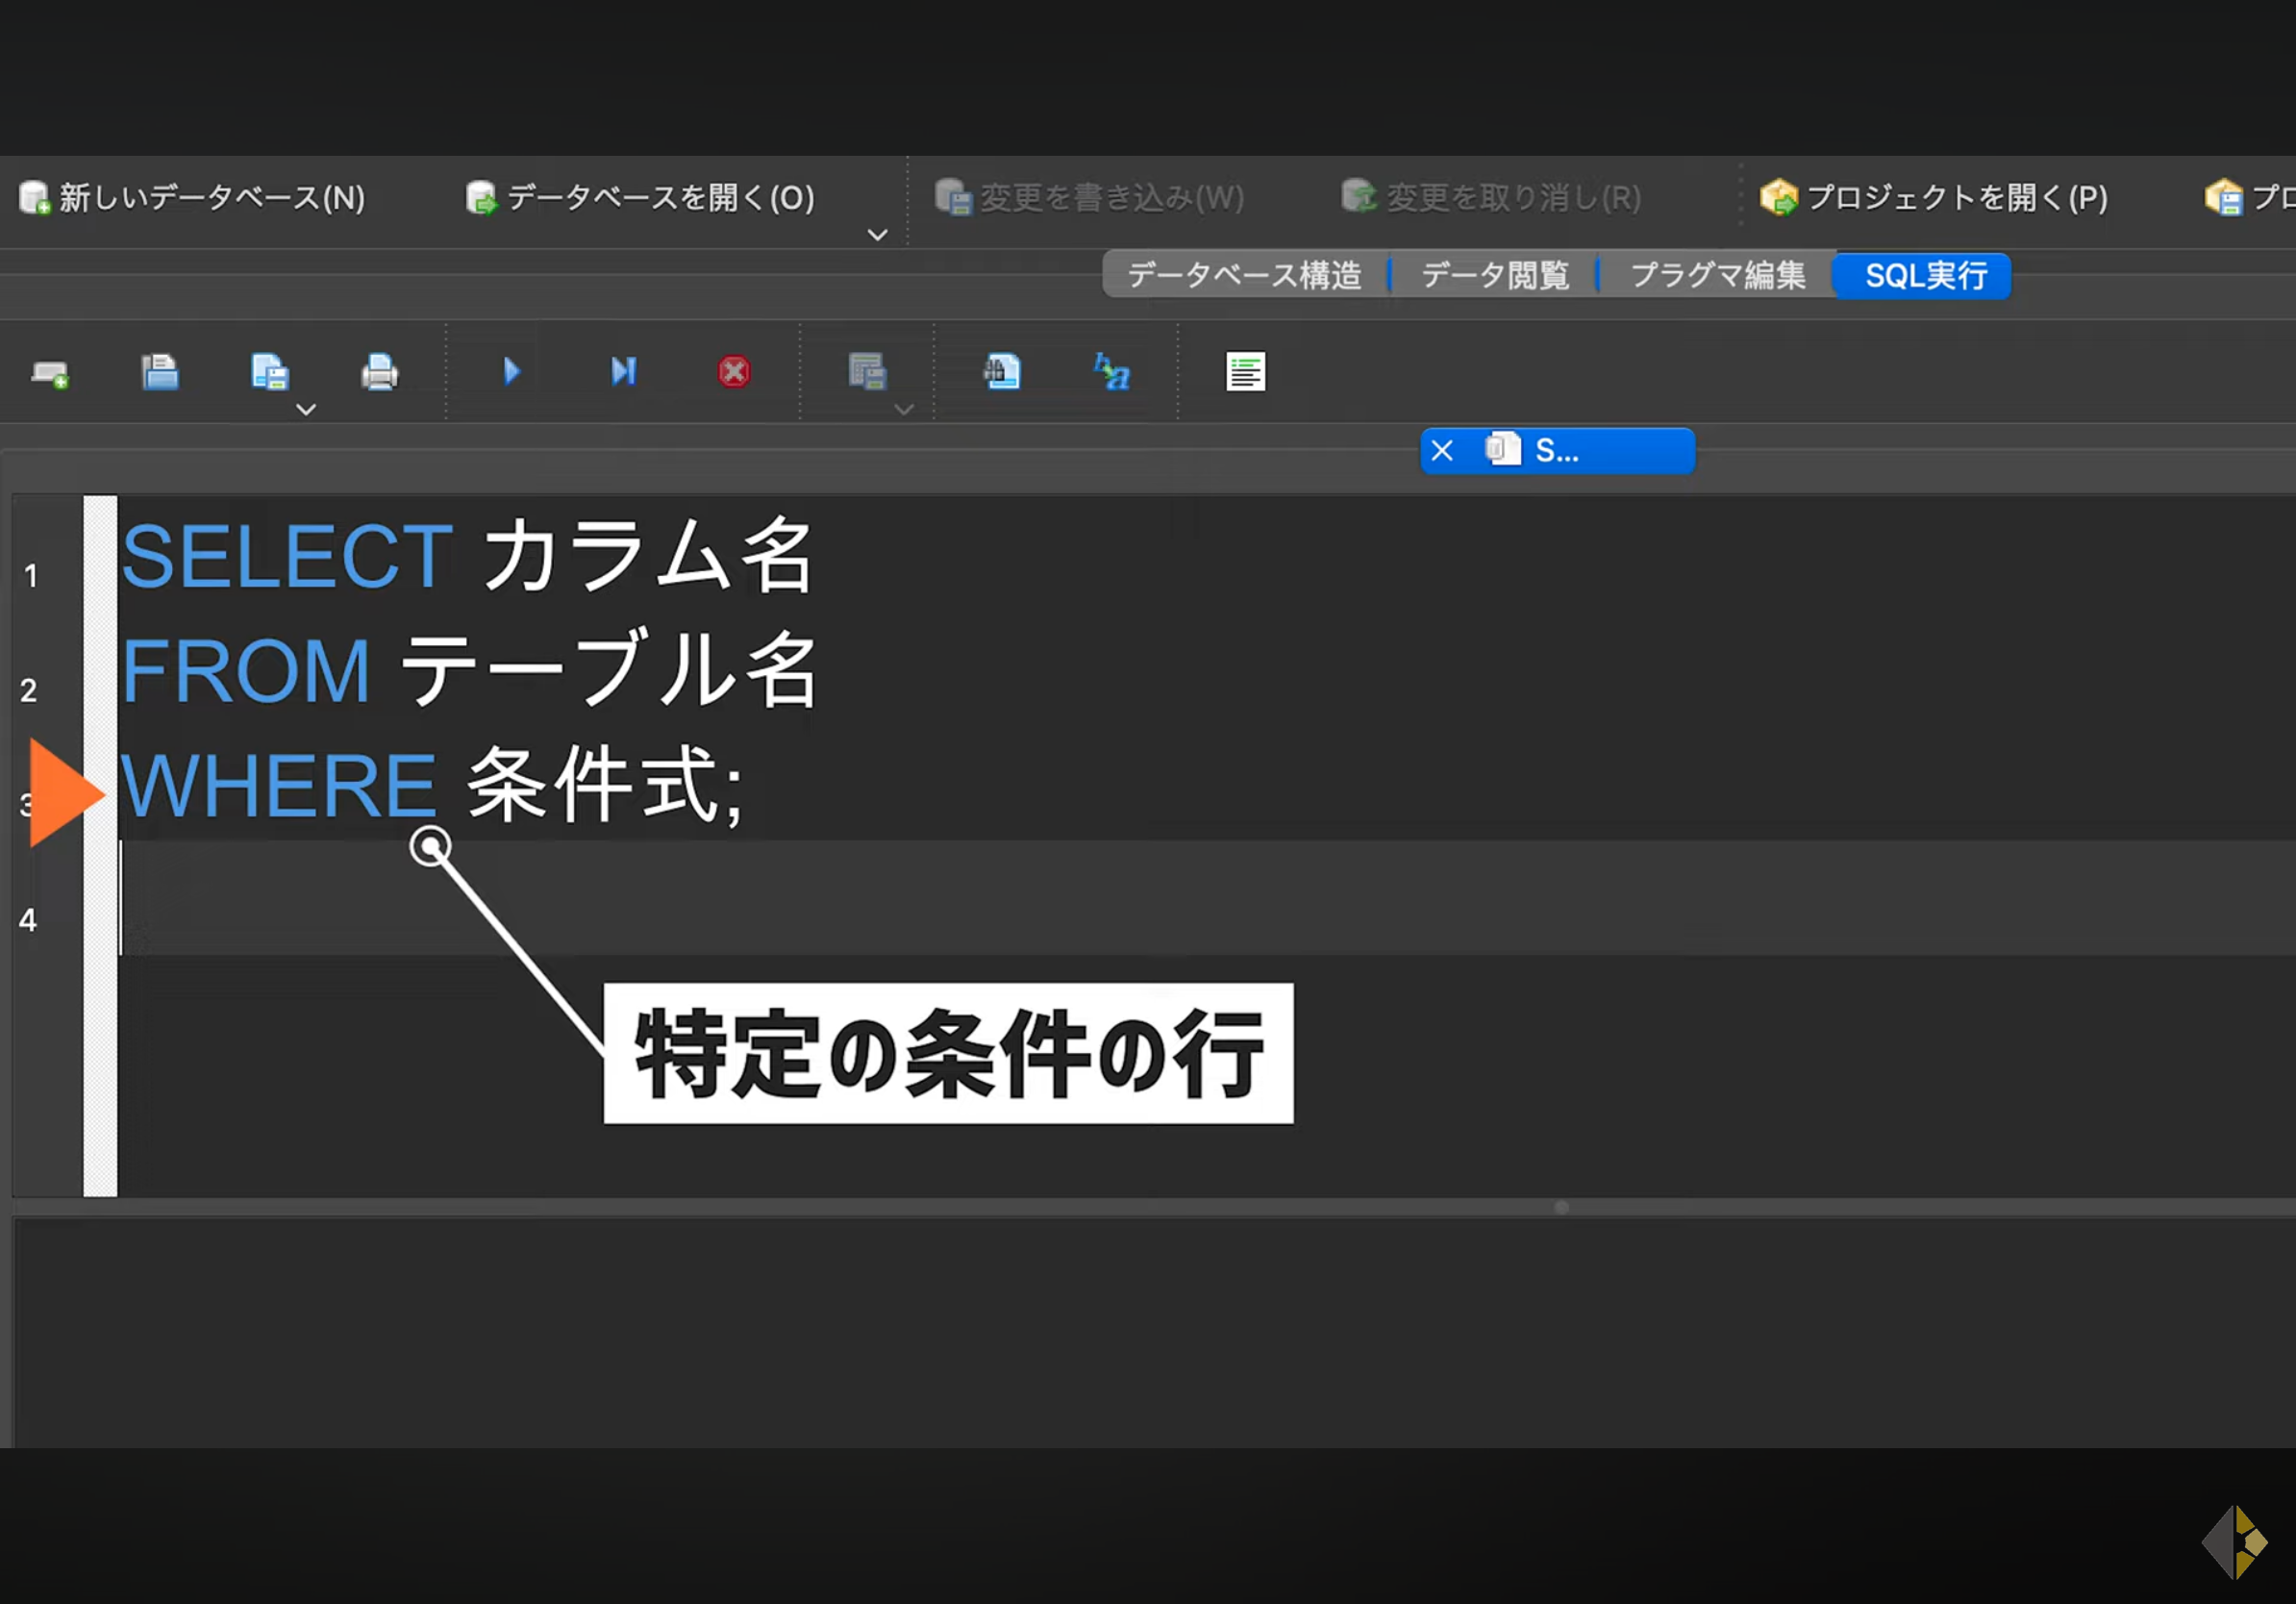 新しいデータベース(N) データベースを開く(O) 変更を書き込み(W) 変更を取り消し(R) プロジェクトを開く(P) プロ
データベース構造 データ閲覧 プラグマ編集 SQL実行
S...
1 SELECT カラム名
2 FROM テーブル名
3 WHERE 条件式;
4
特定の条件の行